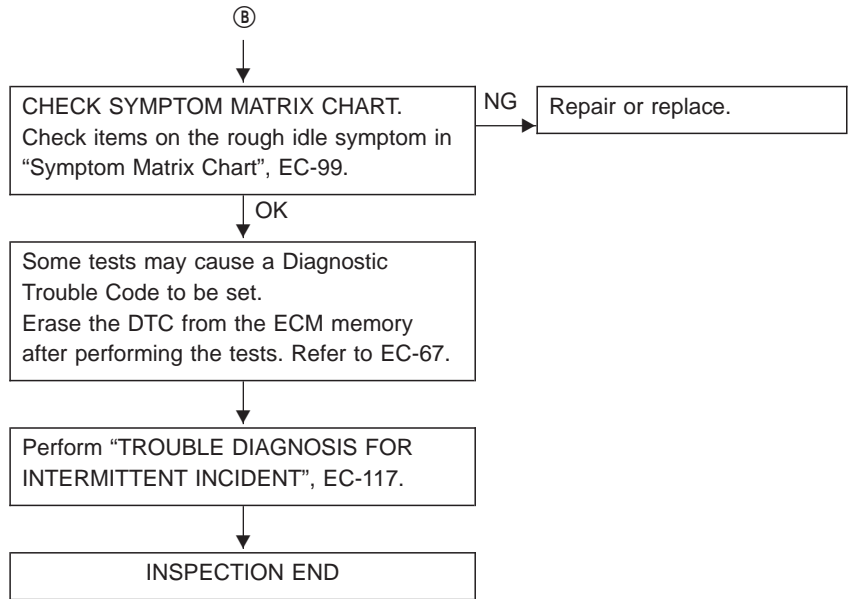 Ⓑ
CHECK SYMPTOM MATRIX CHART.
Check items on the rough idle symptom in
“Symptom Matrix Chart”, EC-99.
NG
Repair or replace.
OK
Some tests may cause a Diagnostic
Trouble Code to be set.
Erase the DTC from the ECM memory
after performing the tests. Refer to EC-67.
Perform “TROUBLE DIAGNOSIS FOR
INTERMITTENT INCIDENT”, EC-117.
INSPECTION END